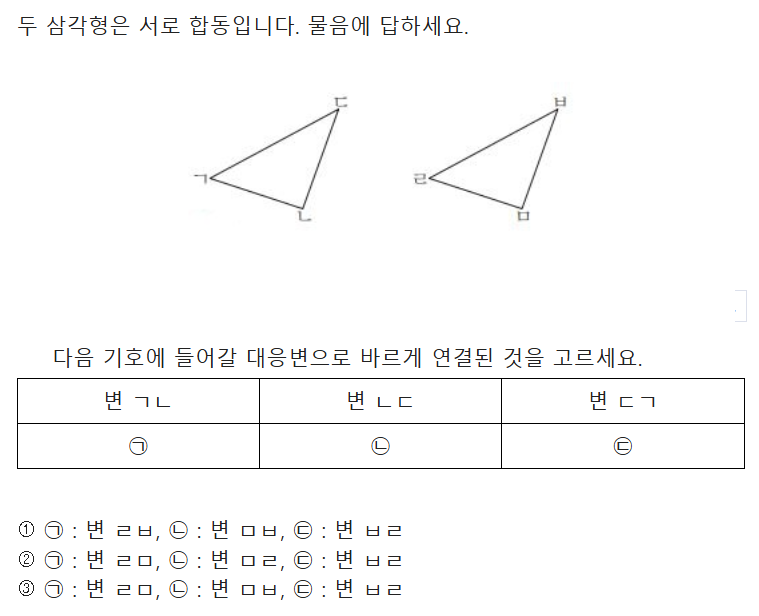 두 삼각형은 서로 합동입니다. 물음에 답하세요.
ㄷ ㅂ
ㄱ ㄹ
ㄴ ㅁ
다음 기호에 들어갈 대응변으로 바르게 연결된 것을 고르세요.
변 ㄱㄴ 변 ㄴㄷ 변 ㄷㄱ
㉠ ㉡ ㉢
① ㉠ : 변 ㄹㅂ, ㉡ : 변 ㅁㅂ, ㉢ : 변 ㅂㄹ
② ㉠ : 변 ㄹㅁ, ㉡ : 변 ㅁㄹ, ㉢ : 변 ㅂㄹ
③ ㉠ : 변 ㄹㅁ, ㉡ : 변 ㅁㅂ, ㉢ : 변 ㅂㄹ